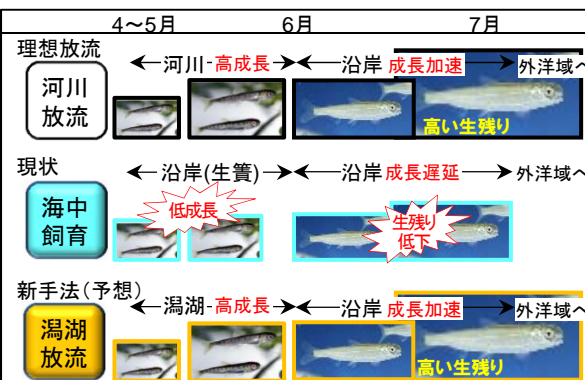 4～5月 6月 7月
理想放流
河川
放流
河川-高成長
沿岸 成長加速
外洋域へ
高い生残り
現状
海中
飼育
沿岸(生簀)
沿岸 成長遅延
外洋域へ
低成長
生残り
低下
新手法(予想)
潟湖
放流
潟湖-高成長
沿岸 成長加速
外洋域へ
高い生残り